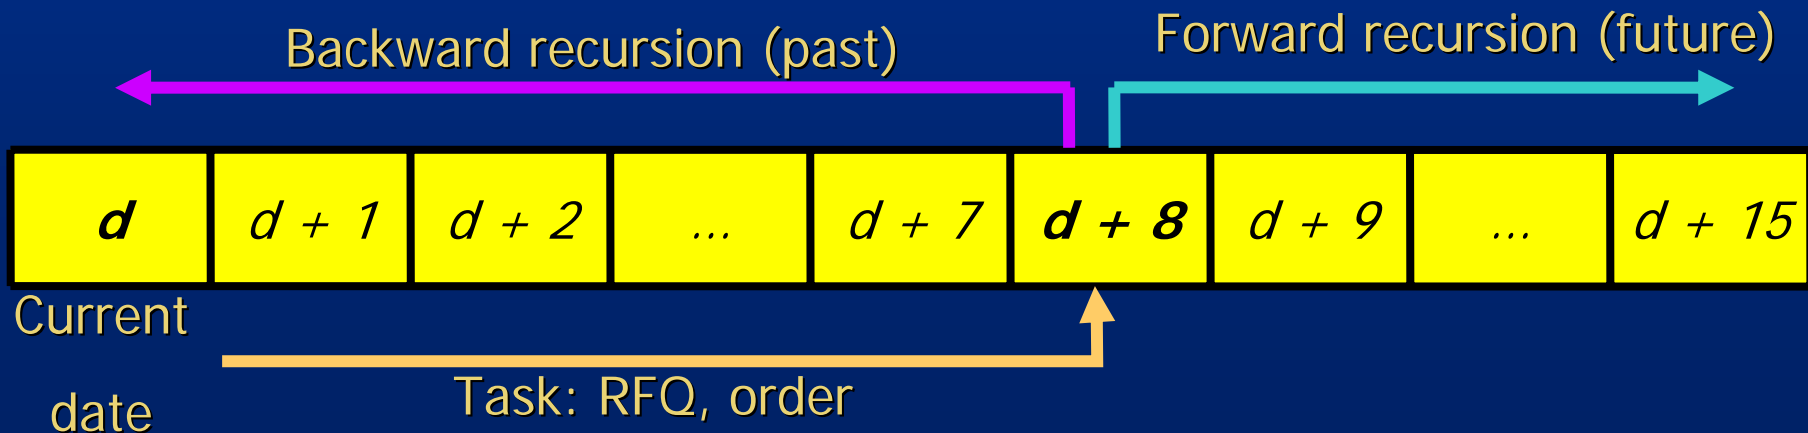 Backward recursion (past)
Forward recursion (future)
d d + 1 d + 2 ... d + 7 d + 8 d + 9 ... d + 15
Current
date
Task: RFQ, order